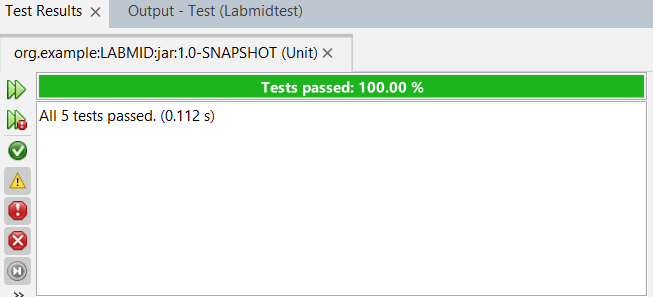 Test Results
Output - Test (Labmidtest)
org.example:LABMID:jar:1.0-SNAPSHOT (Unit)
Tests passed: 100.00 %
All 5 tests passed. (0.112 s)